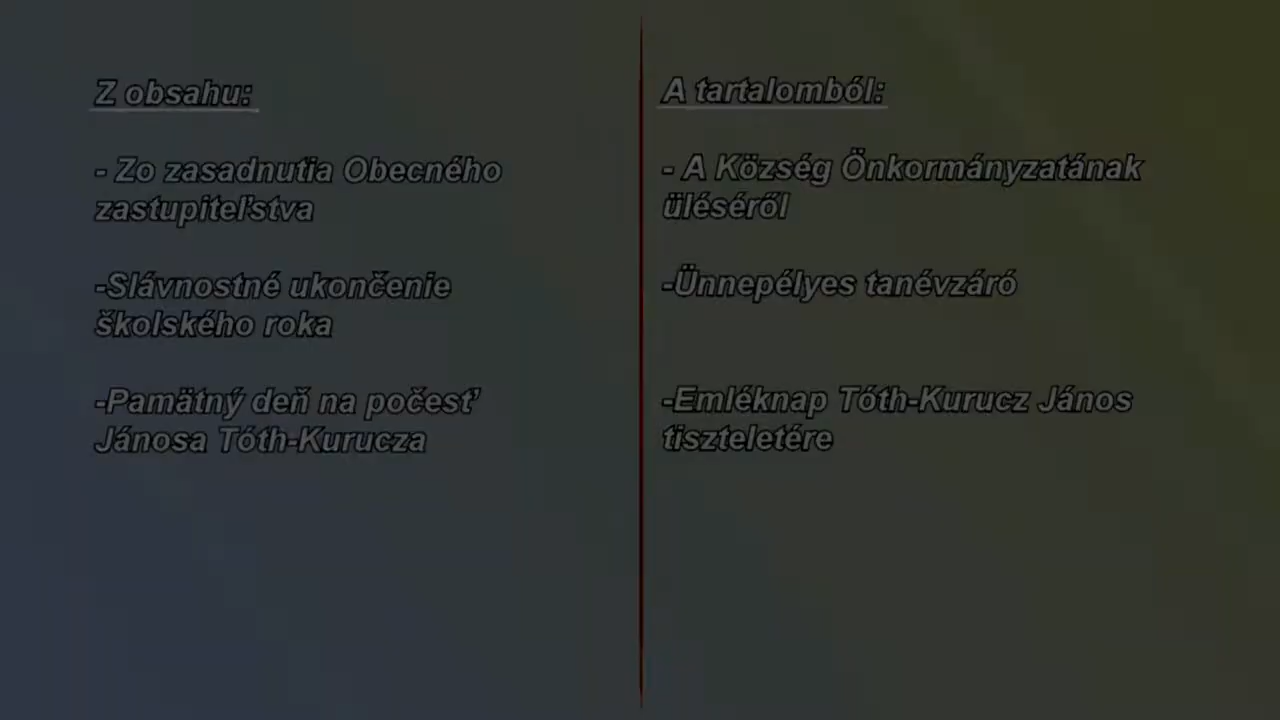 Z obsahu:
- Zo zasadnutia Obecného
zastupiteľstva
-Slávnostné ukončenie
školského roka
-Pamätný deň na počesť
Jánosa Tóth-Kurucza
A tartalomból:
- A Község Önkormányzatának
üléséről
-Ünnepélyes tanévzáró
-Emléknap Tóth-Kurucz János
tiszteletére